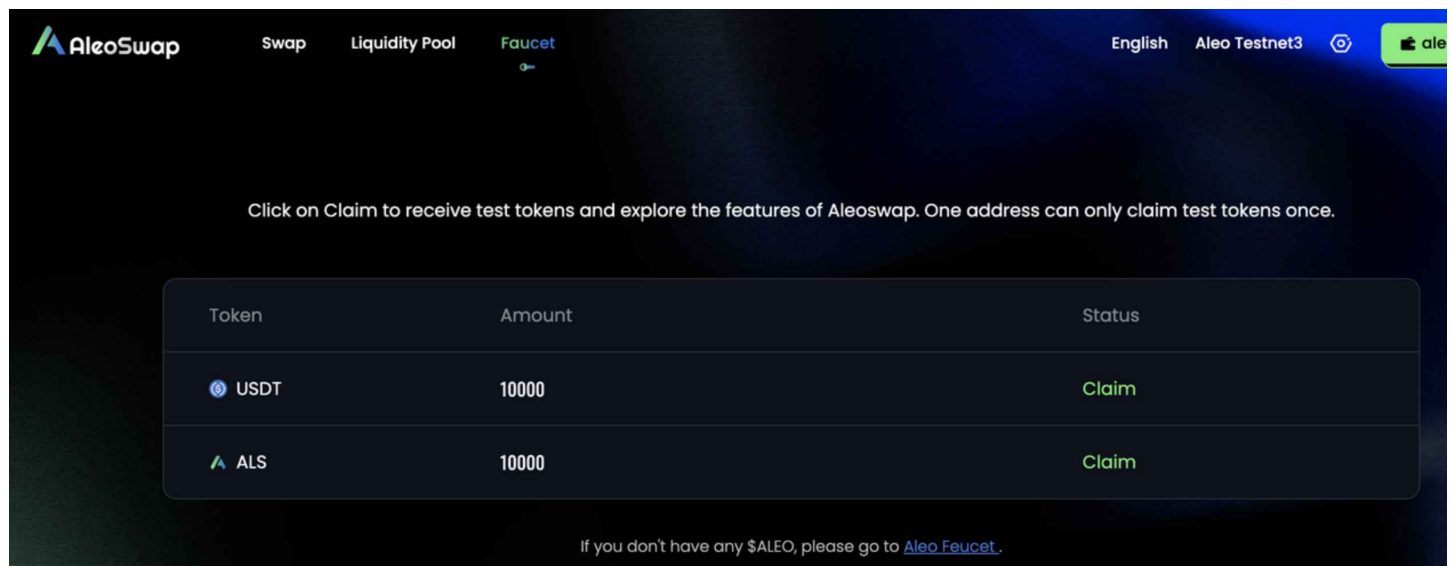 AleoSwap Swap Liquidity Pool Faucet English Aleo Testnet3 ale
Click on Claim to receive test tokens and explore the features of Aleoswap. One address can only claim test tokens once.
Token Amount Status
USDT 10000 Claim
ALS 10000 Claim
If you don't have any $ALEO, please go to Aleo Feucet .